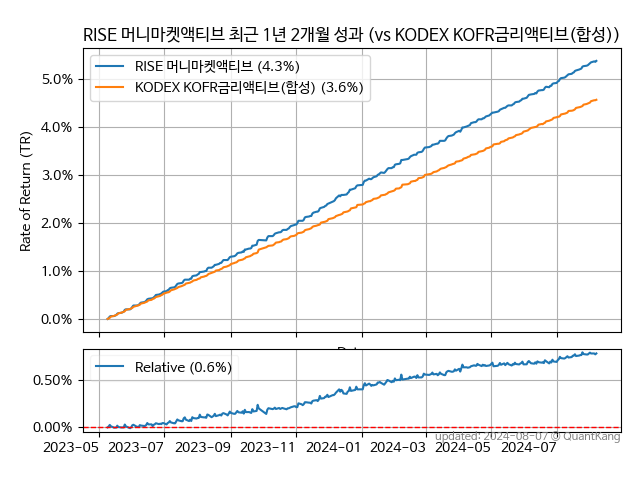 RISE 머니마켓액티브 최근 1년 2개월 성과 (vs KODEX KOFR금리액티브(합성))
RISE 머니마켓액티브 (4.3%)
KODEX KOFR금리액티브(합성) (3.6%)
Rate of Return (TR)
5.0%
4.0%
3.0%
2.0%
1.0%
0.0%
Relative (0.6%)
0.50%
0.00%
2023-05 2023-07 2023-09 2023-11 2024-01 2024-03 2024-05 2024-07
updated: 2024-08-07 © QuantKang